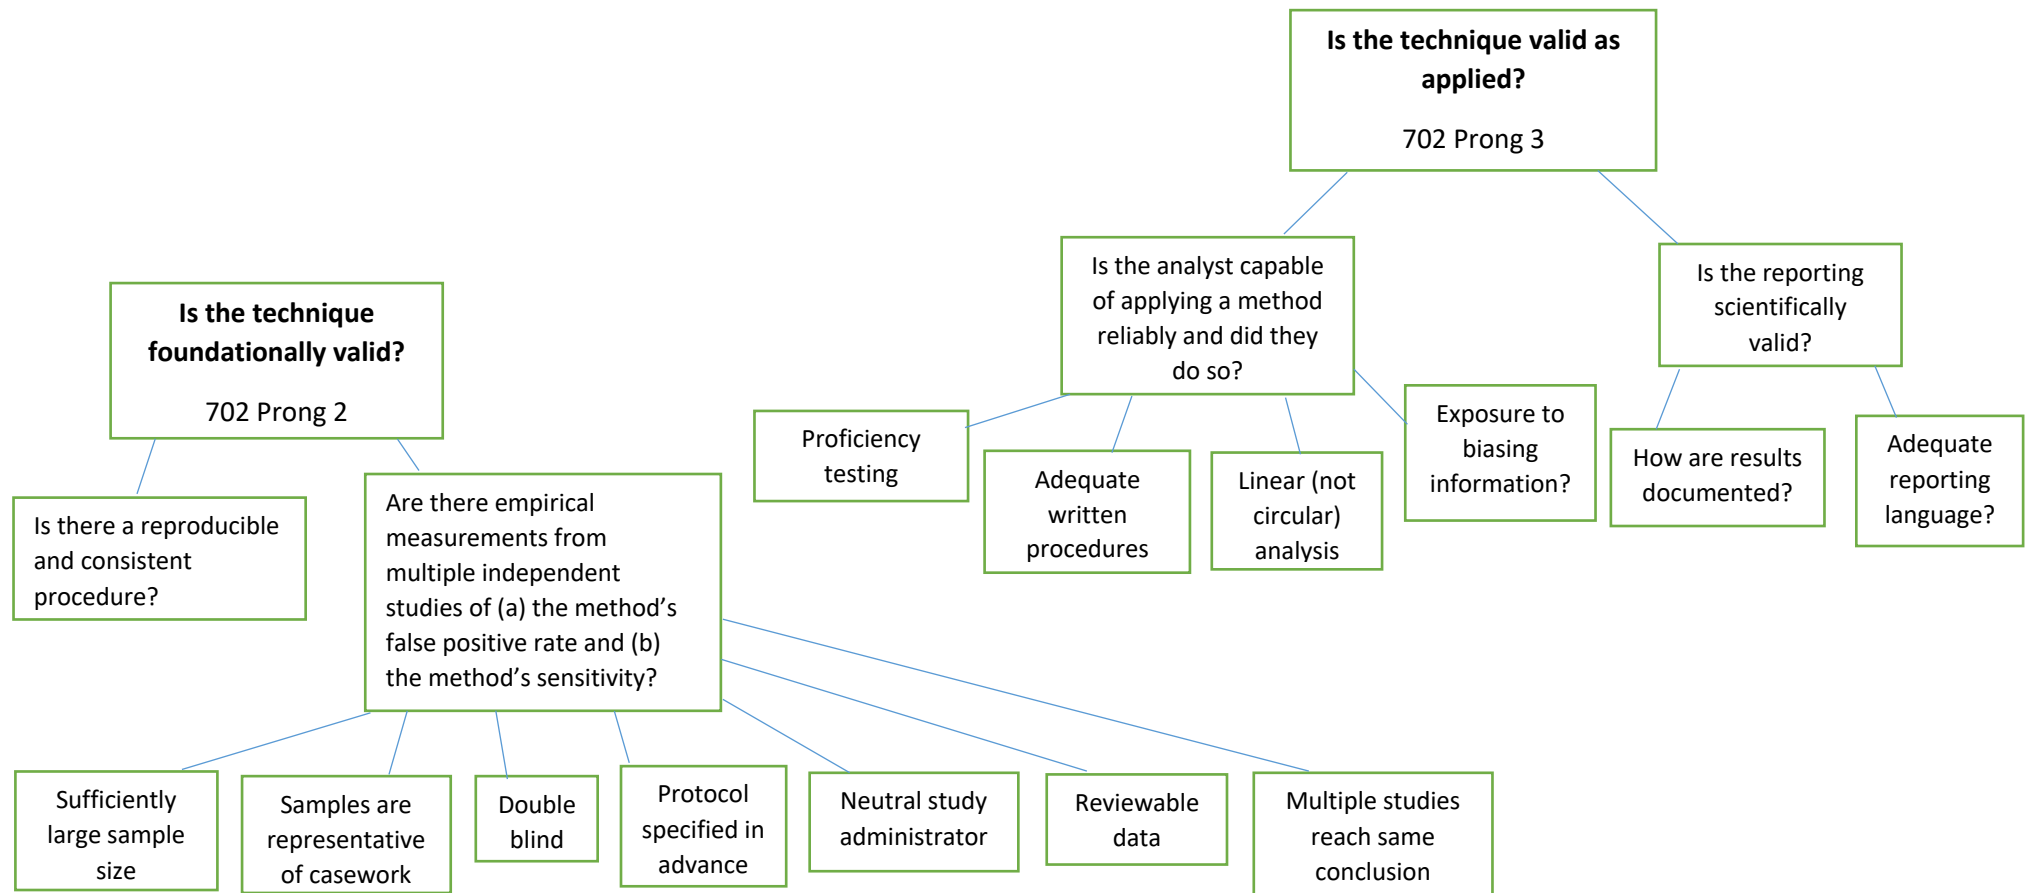 Is the technique valid as
applied?
702 Prong 3
Is the analyst capable
of applying a method
reliably and did they
do so?
Is the reporting
scientifically
valid?
Proficiency
testing
Adequate
written
procedures
Linear (not
circular)
analysis
Exposure to
biasing
information?
How are results
documented?
Adequate
reporting
language?
Is the technique
foundationally valid?
702 Prong 2
Is there a reproducible
and consistent
procedure?
Are there empirical
measurements from
multiple independent
studies of (a) the method’s
false positive rate and (b)
the method’s sensitivity?
Sufficiently
large sample
size
Samples are
representative
of casework
Double
blind
Protocol
specified in
advance
Neutral study
administrator
Reviewable
data
Multiple studies
reach same
conclusion